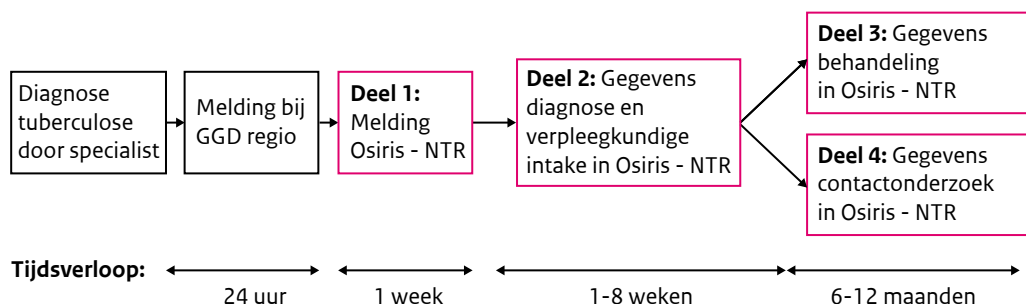 Diagnose
tuberculose
door specialist
Melding bij
GGD regio
Deel 1:
Melding
Osiris - NTR
Deel 2: Gegevens
diagnose en
verpleegkundige
intake in Osiris - NTR
Deel 3: Gegevens
behandeling
in Osiris - NTR
Deel 4: Gegevens
contactonderzoek
in Osiris - NTR
Tijdsverloop:
24 uur
1 week
1-8 weken
6-12 maanden